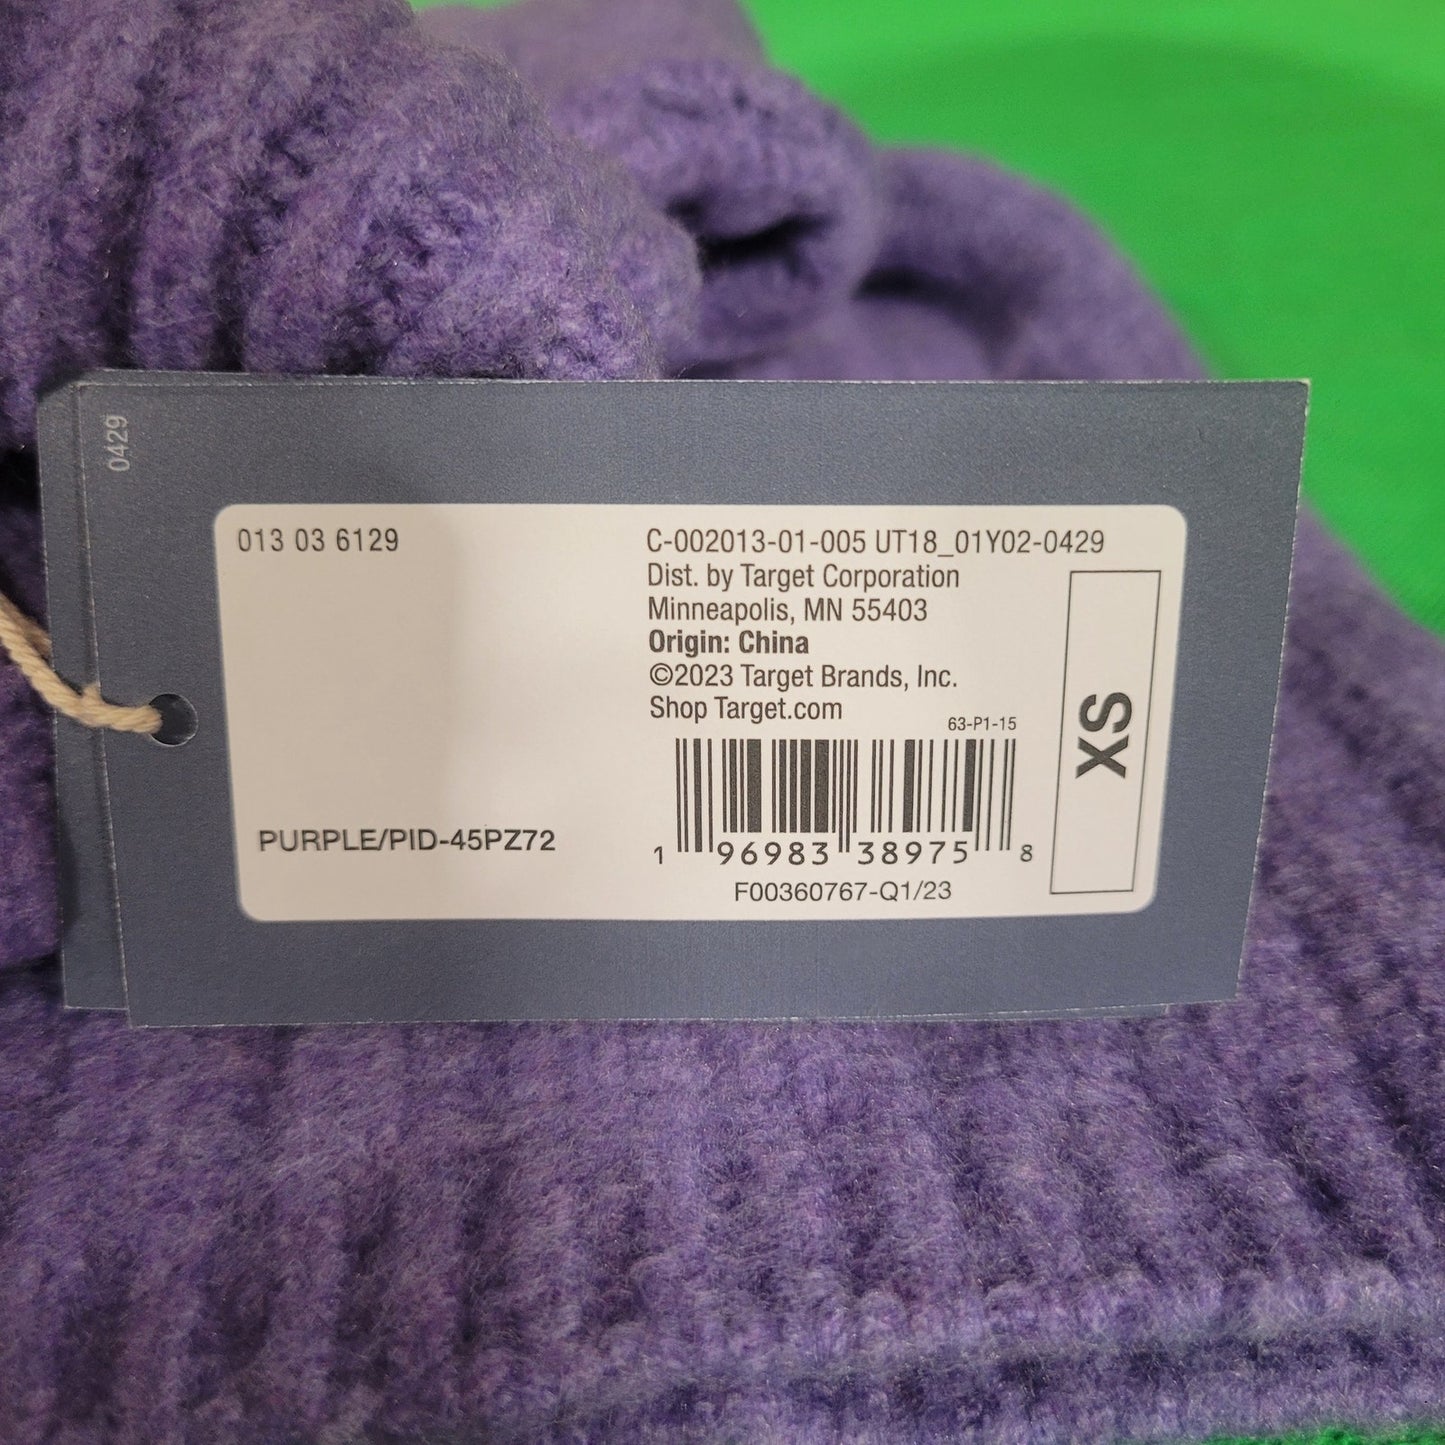 0429
013 03 6129
C-002013-01-005 UT18_01Y02-0429
Dist. by Target Corporation
Minneapolis, MN 55403
Origin: China
©2023 Target Brands, Inc.
Shop Target.com
63-P1-15
XS
PURPLE/PID-45PZ72
1 96983 38975 8
F00360767-Q1/23